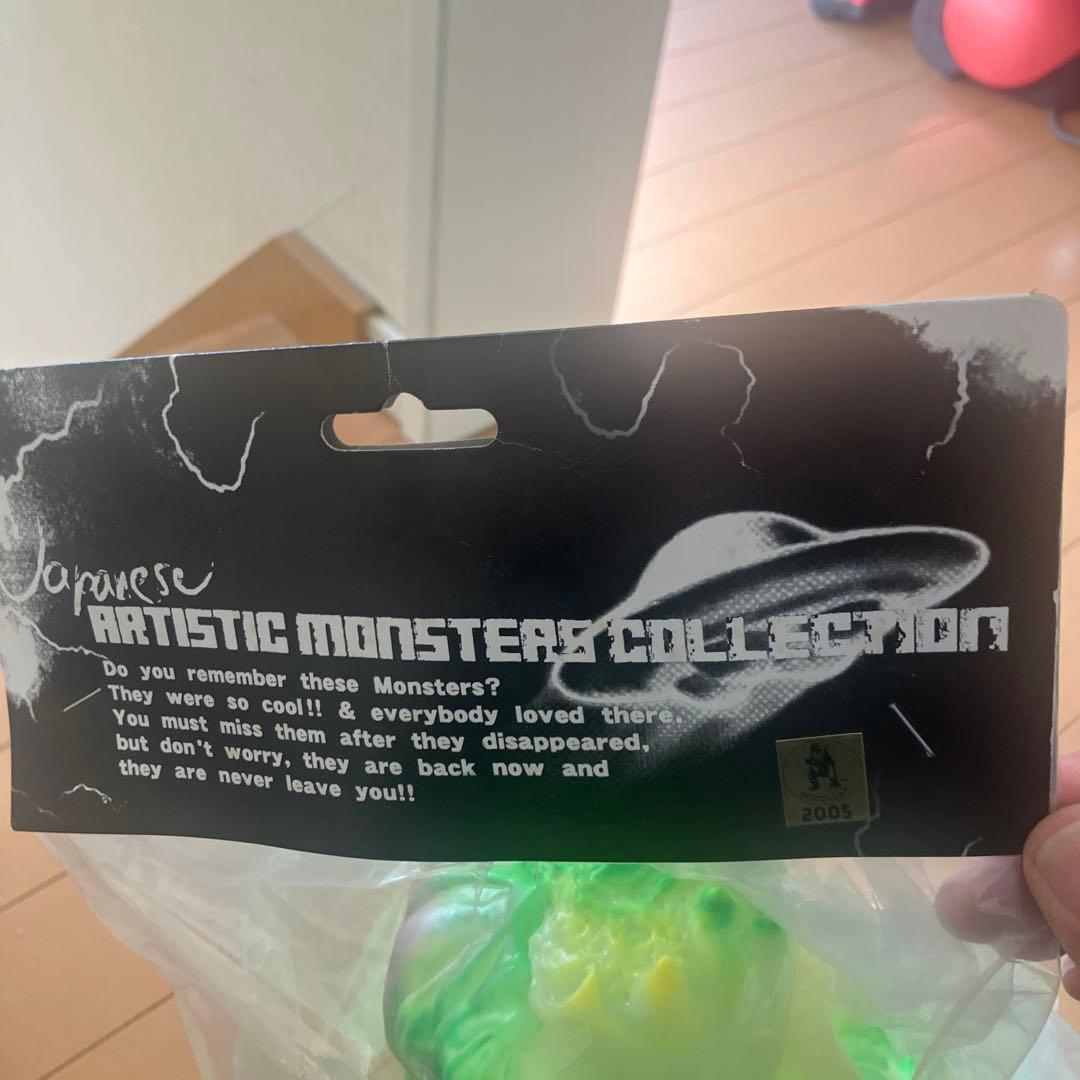 Japanese
ARTISTIC MONSTERS COLLECTION
Do you remember these Monsters?
They were so cool!! & everybody loved there.
You must miss them after they disappeared,
but don't worry, they are back now and
they are never leave you!!
2005